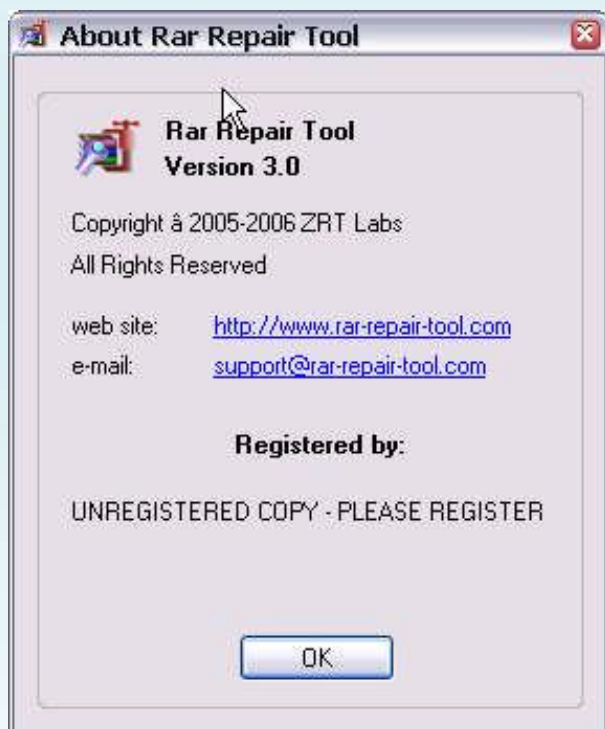 About Rar Repair Tool
Rar Repair Tool
Version 3.0
Copyright â 2005-2006 ZRT Labs
All Rights Reserved
web site: http://www.rar-repair-tool.com
e-mail: support@rar-repair-tool.com
Registered by:
UNREGISTERED COPY - PLEASE REGISTER
OK